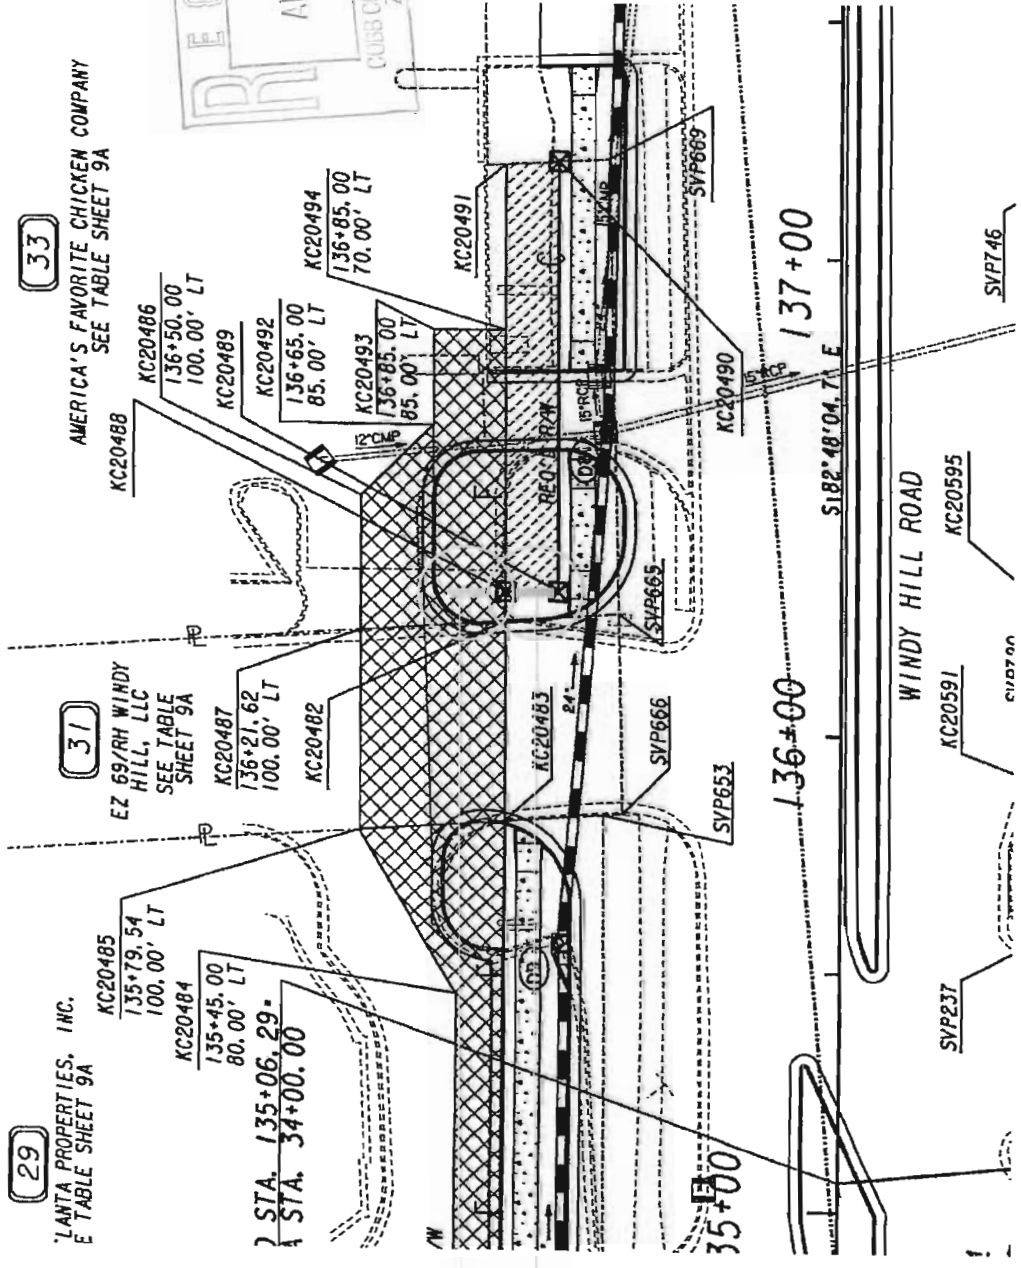 33
AMERICA'S FAVORITE CHICKEN COMPANY
SEE TABLE SHEET 9A
31
EZ 69/RH WINDY
HILL, LLC
SEE TABLE
SHEET 9A
29
LANTA PROPERTIES, INC.
E TABLE SHEET 9A
KC20488
KC20486
136+50.00
100.00' LT
KC20489
KC20492
136+65.00
85.00' LT
KC20493
136+85.00
85.00' LT
KC20494
136+85.00
70.00' LT
KC20491
KC20487
136+21.62
100.00' LT
KC20482
KC20485
135+79.54
100.00' LT
KC20484
135+45.00
80.00' LT
STA. 135+06.29=
STA. 34+00.00
12"CMP
REQ R/W
15"RCP
15"CMP
24"
KC20483
24"
SVP669
SVP665
SVP666
SVP653
KC20490
15"RCP
137+00
136+00
35+00
S182°48'04.7" E
WINDY HILL ROAD
SVP746
KC20595
KC20591
SVP237
/W